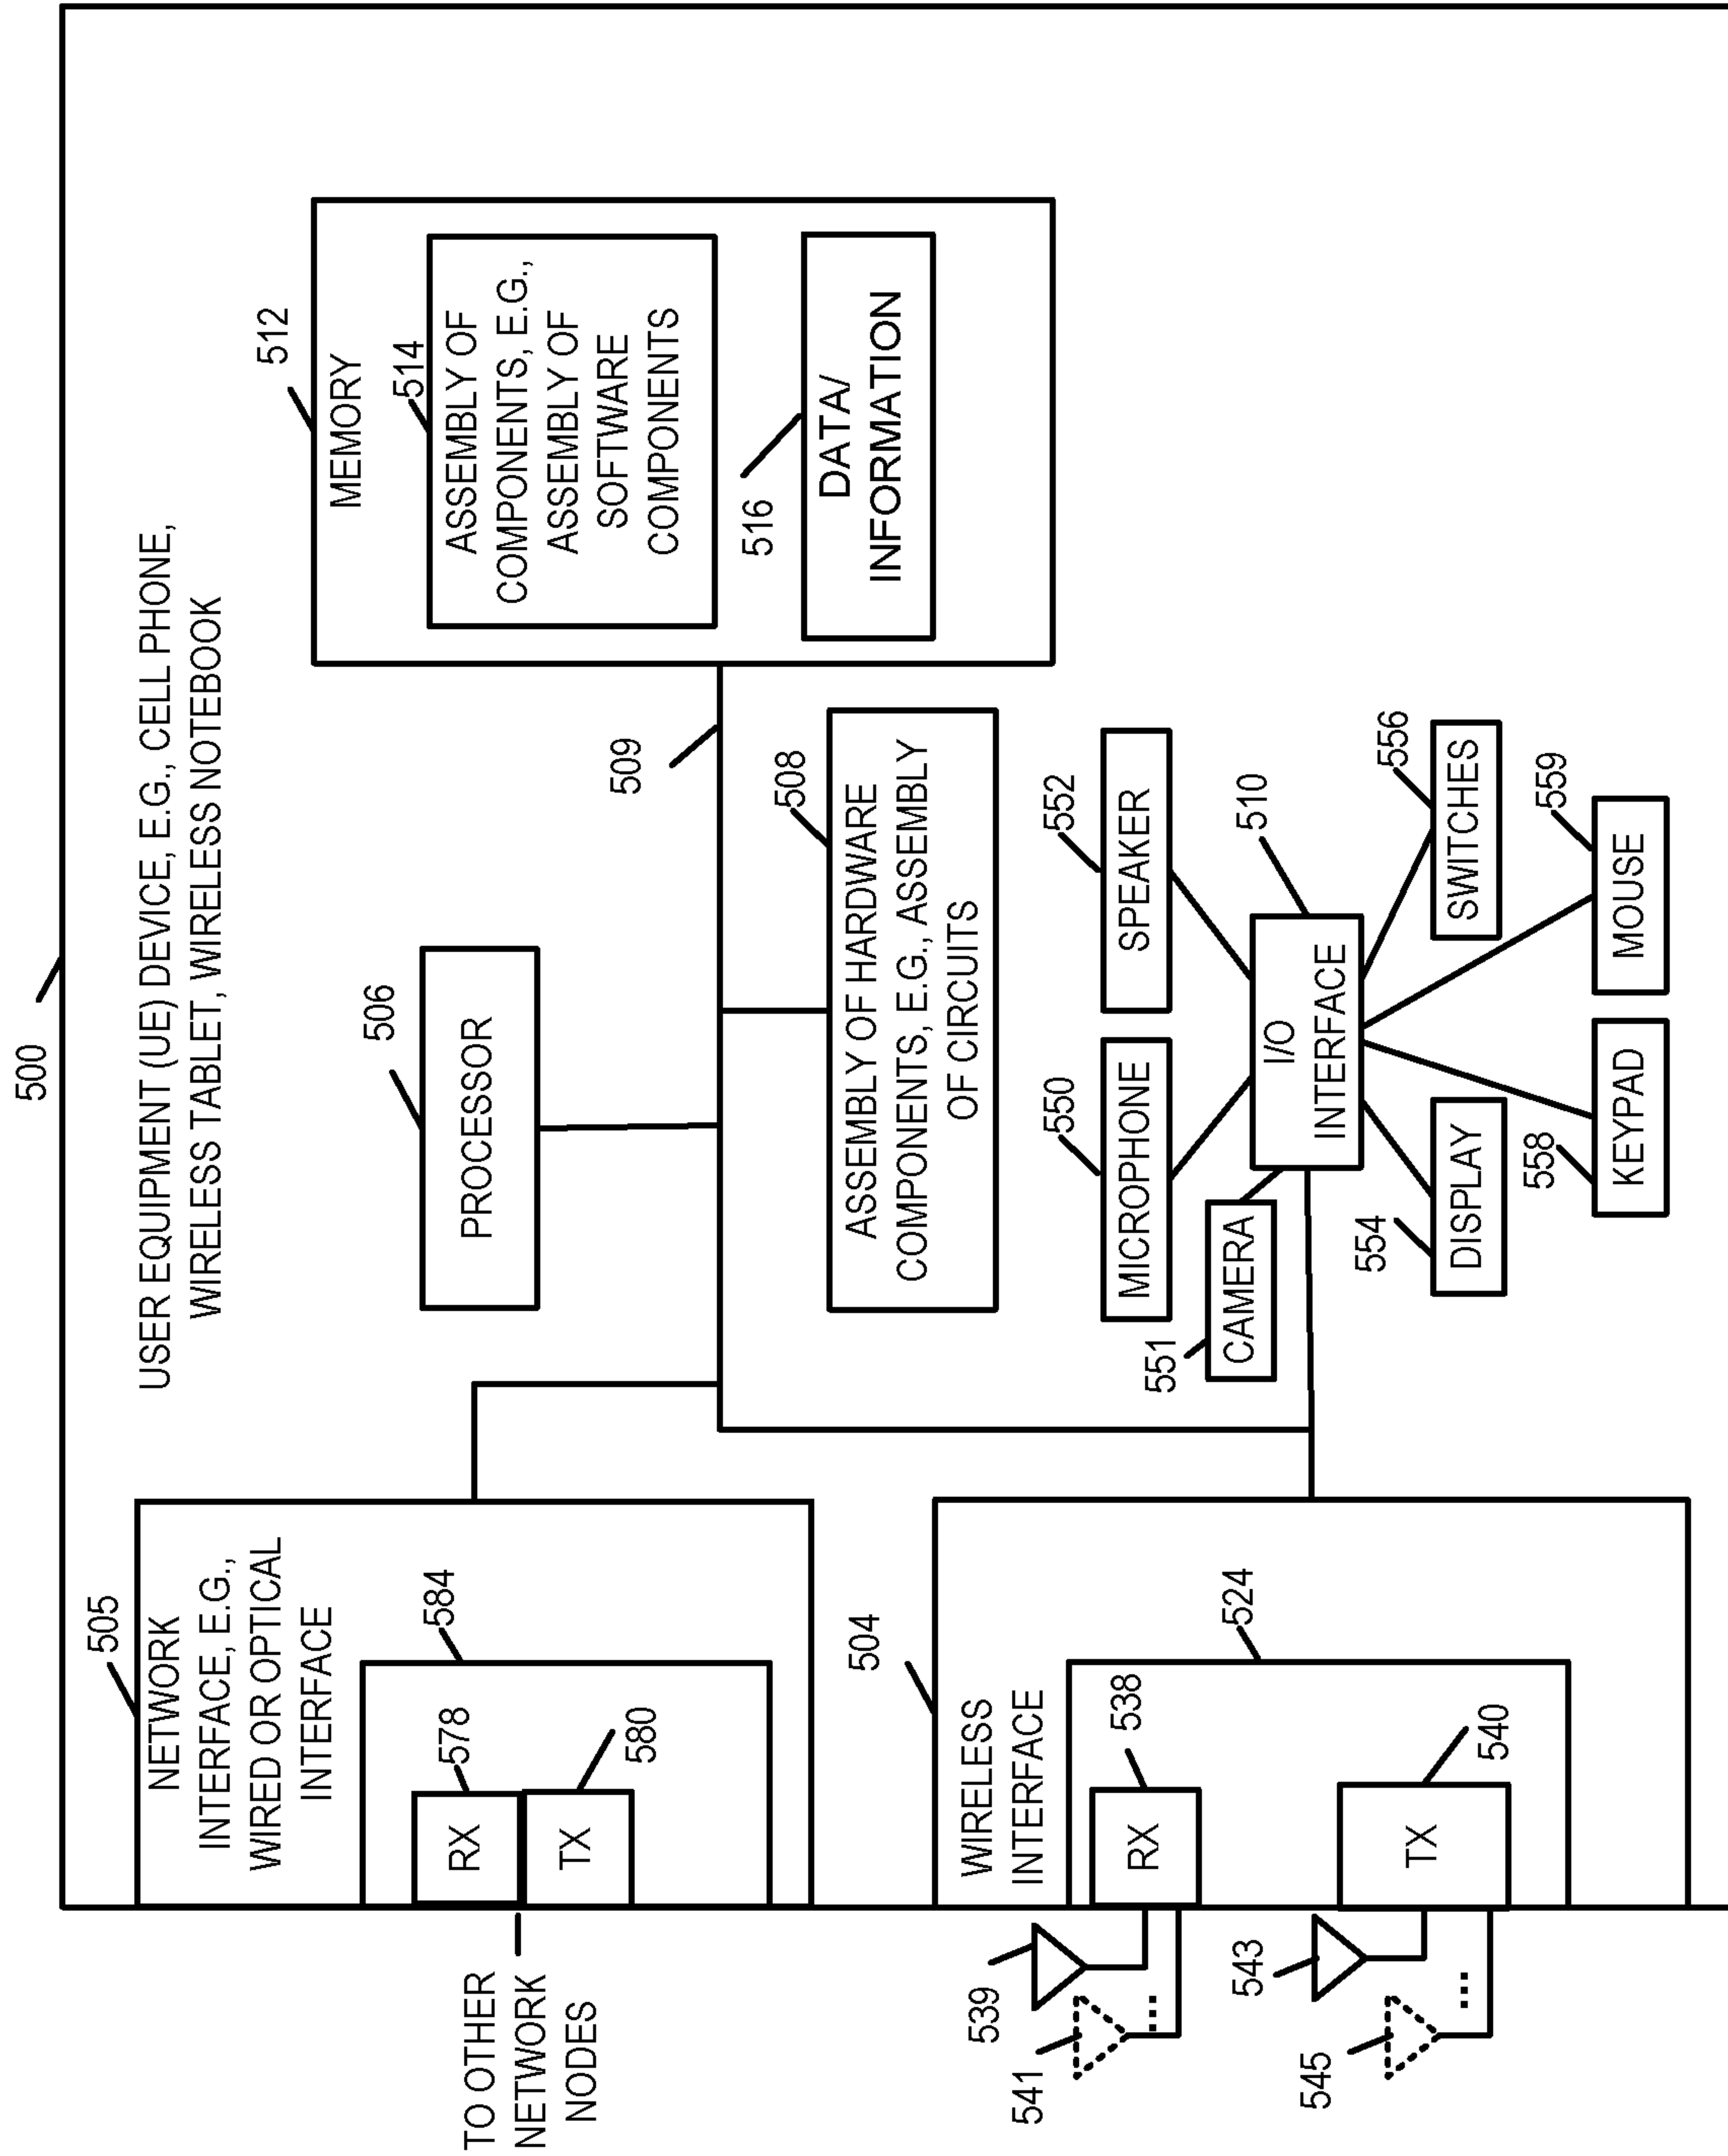 500
USER EQUIPMENT (UE) DEVICE, E.G., CELL PHONE,
WIRELESS TABLET, WIRELESS NOTEBOOK
505
NETWORK
INTERFACE, E.G.,
WIRED OR OPTICAL
INTERFACE
584
578
RX
TX
580
TO OTHER
NETWORK
NODES
506
PROCESSOR
512
MEMORY
514
ASSEMBLY OF
COMPONENTS, E.G.,
ASSEMBLY OF
SOFTWARE
COMPONENTS
516
DATA/
INFORMATION
509
508
ASSEMBLY OF HARDWARE
COMPONENTS, E.G., ASSEMBLY
OF CIRCUITS
504
WIRELESS
INTERFACE
524
538
RX
TX
540
539
541
...
543
545
...
550
MICROPHONE
552
SPEAKER
551
CAMERA
510
I/O
INTERFACE
554
DISPLAY
556
SWITCHES
558
KEYPAD
559
MOUSE